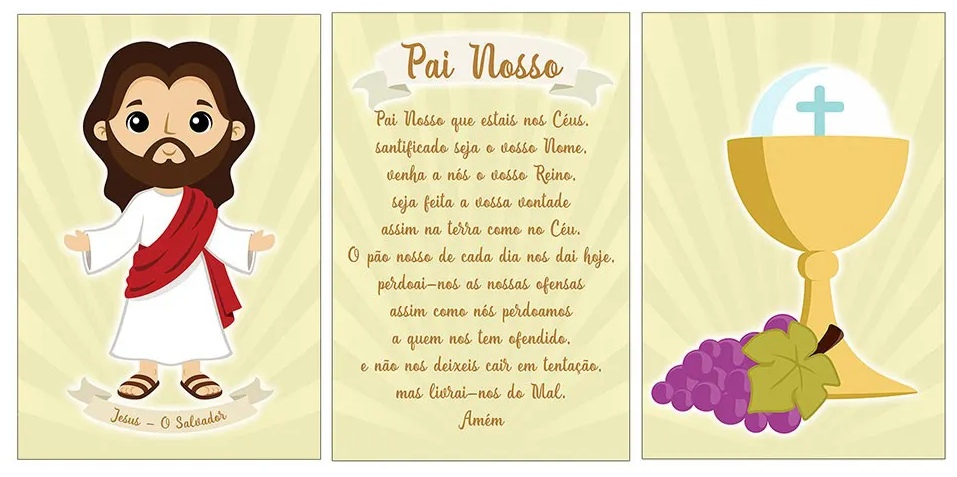 Jesus – O Salvador
Pai Nosso
Pai Nosso que estais nos Céus,
santificado seja o vosso Nome,
venha a nós o vosso Reino,
seja feita a vossa vontade
assim na terra como no Céu.
O pão nosso de cada dia nos dai hoje,
perdoai-nos as nossas ofensas
assim como nós perdoamos
a quem nos tem ofendido,
e não nos deixeis cair em tentação,
mas livrai-nos do Mal.
Amém